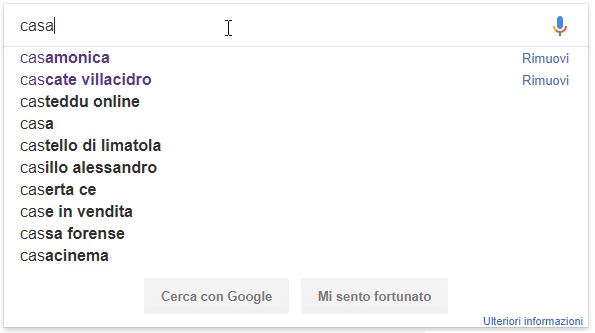 casa
casamonica Rimuovi
cascate villacidro Rimuovi
casteddu online
casa
castello di limatola
casillo alessandro
caserta ce
case in vendita
cassa forense
casacinema
Cerca con Google Mi sento fortunato
Ulteriori informazioni